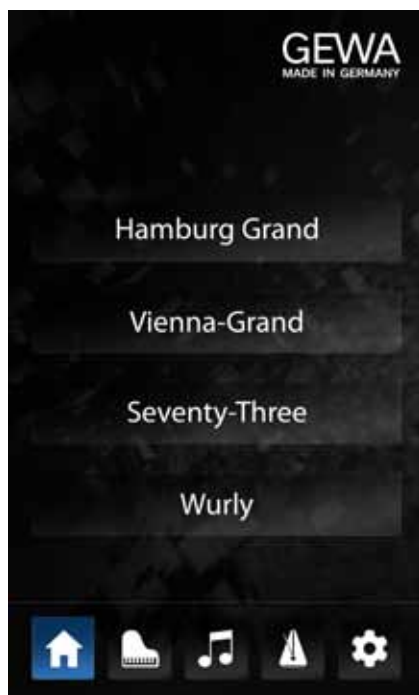 GEWA
MADE IN GERMANY
Hamburg Grand
Vienna-Grand
Seventy-Three
Wurly